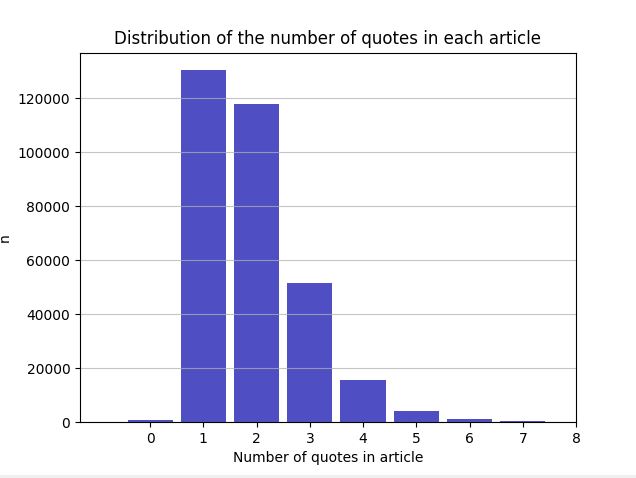 Distribution of the number of quotes in each article
120000
100000
80000
60000
40000
20000
0
n
0 1 2 3 4 5 6 7 8
Number of quotes in article